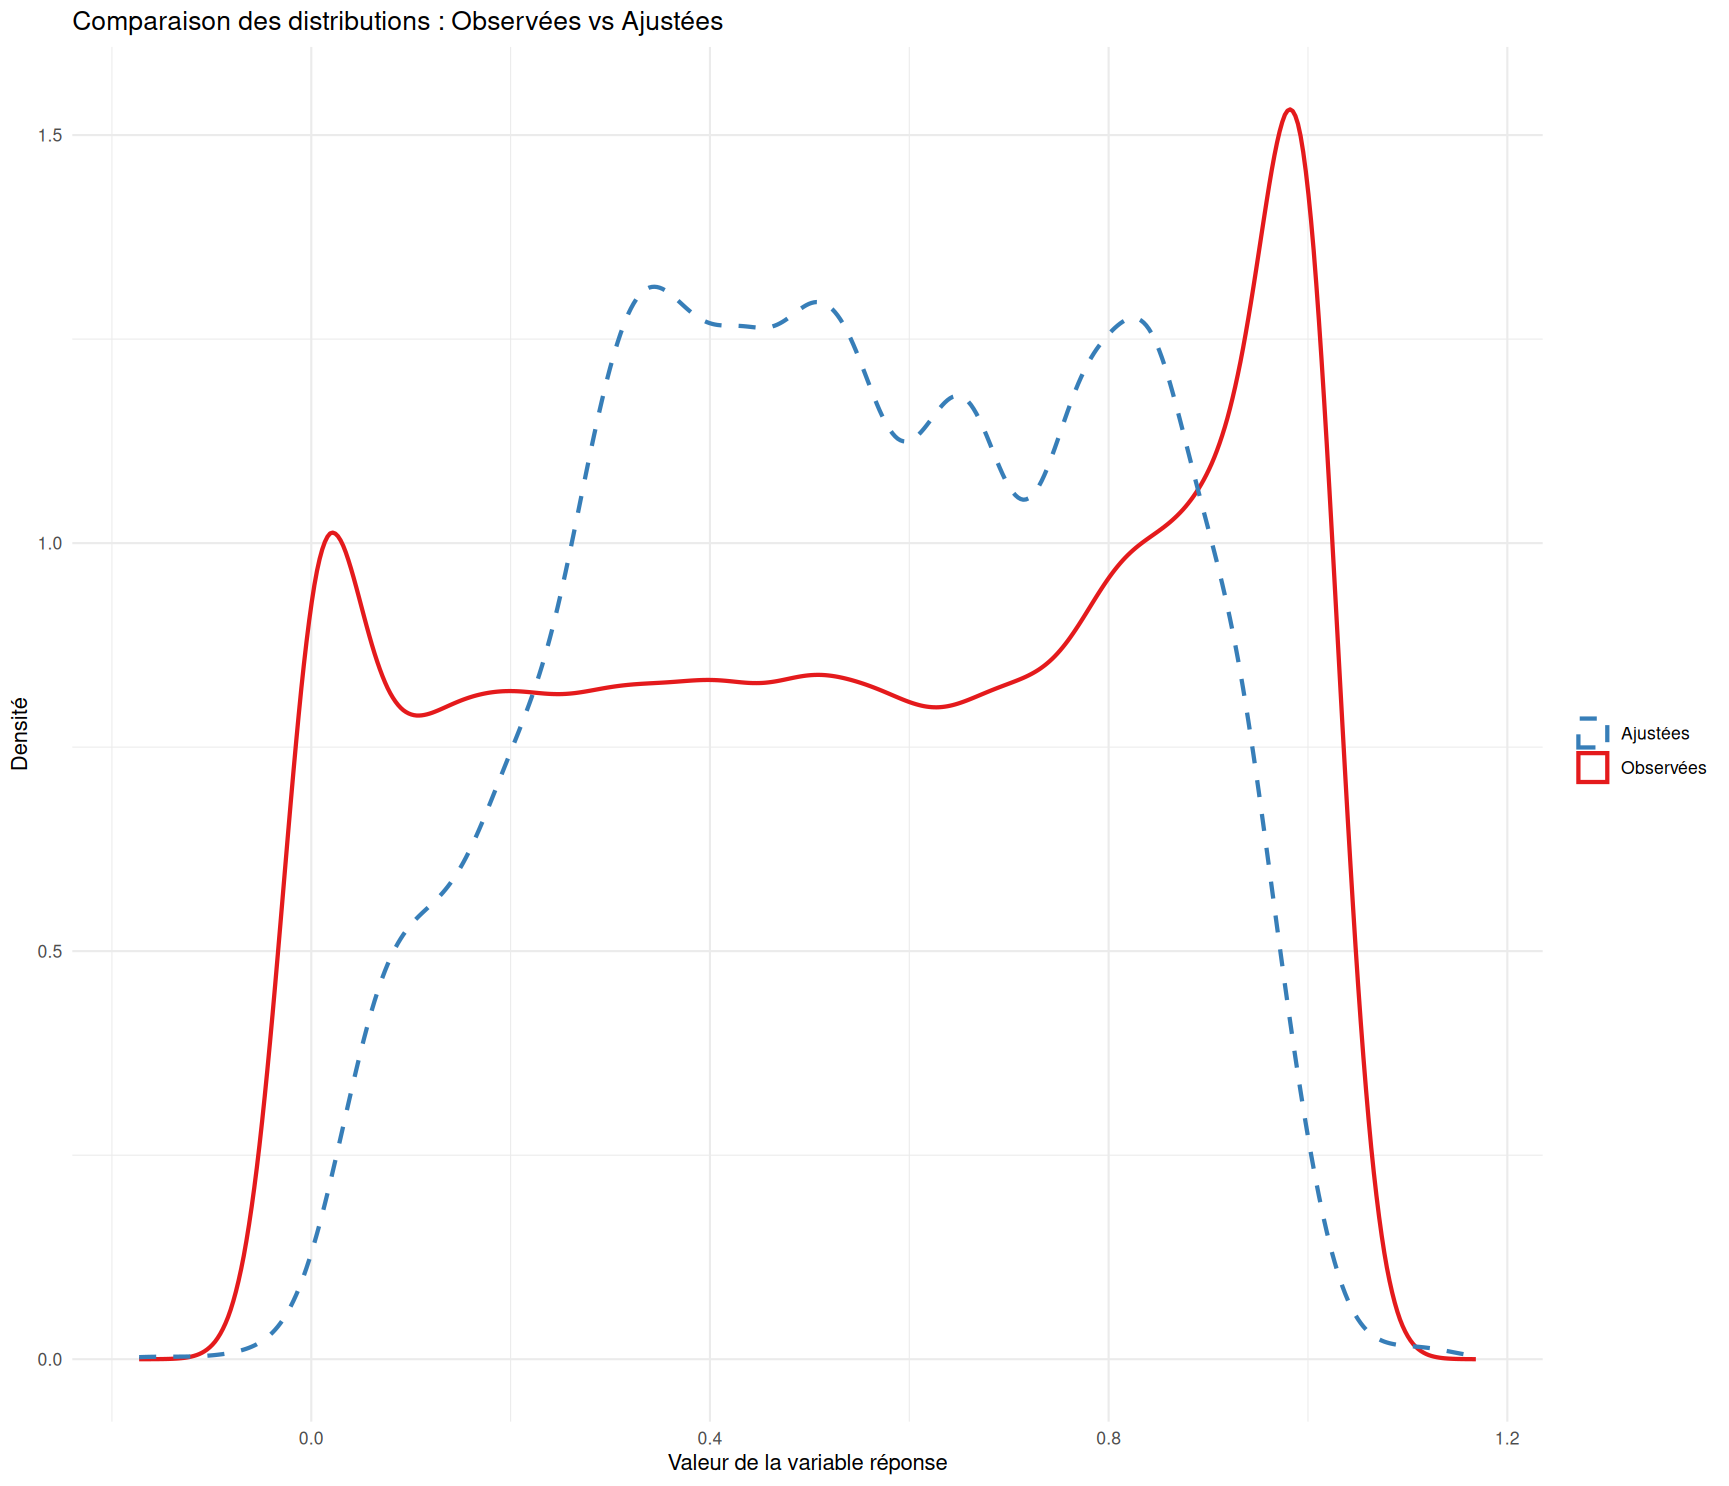 Comparaison des distributions : Observées vs Ajustées
1.5
1.0
0.5
0.0
Densité
0.0
0.4
0.8
1.2
Valeur de la variable réponse
Ajustées
Observées